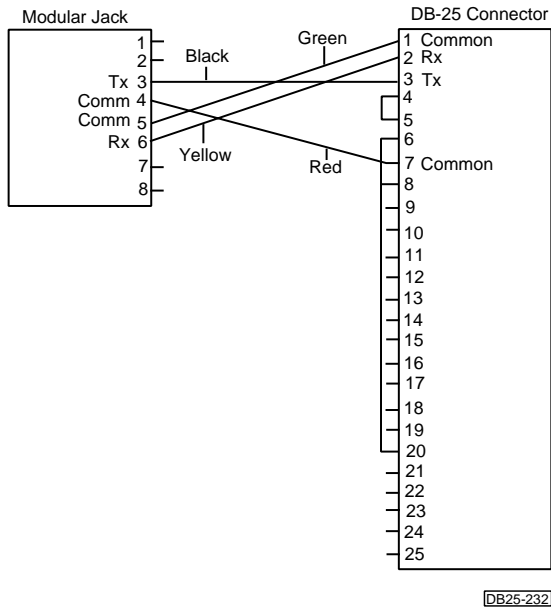 Modular Jack
1
2
Tx 3
Comm 4
Comm 5
Rx 6
7
8
Black
Green
Yellow
Red
DB-25 Connector
1 Common
2 Rx
3 Tx
4
5
6
7 Common
8
9
10
11
12
13
14
15
16
17
18
19
20
21
22
23
24
25
DB25-232